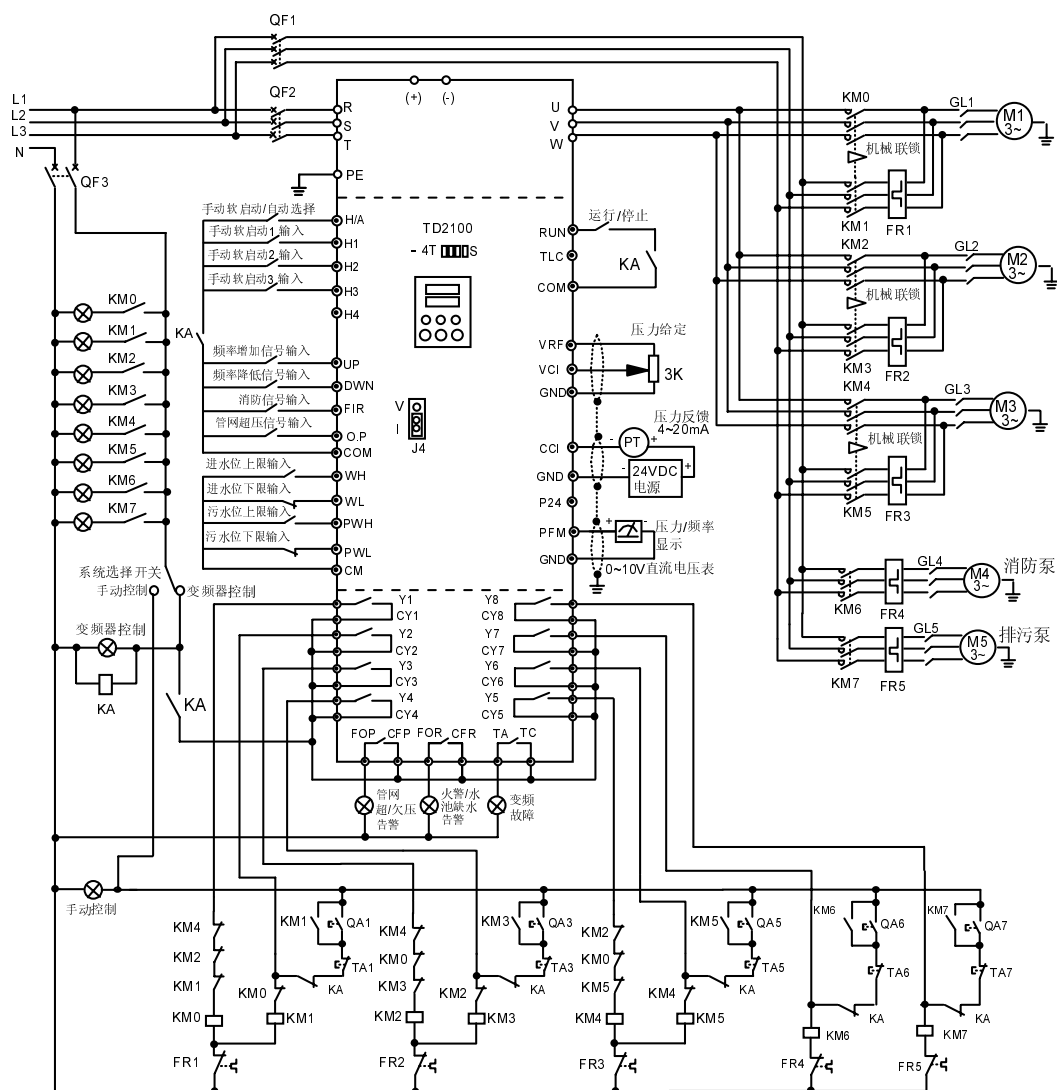 QF1
L1
L2
L3
N
QF2
QF3
(+) (-)
R
S
T
PE
U
V
W
TD2100
- 4T S
手动软启动/自动选择
H/A
手动软启动1 输入
H1
手动软启动2 输入
H2
手动软启动3 输入
H3
H4
KA
频率增加信号输入
UP
频率降低信号输入
DWN
消防信号输入
FIR
管网超压信号输入
O.P
COM
进水位上限输入
WH
进水位下限输入
WL
污水位上限输入
PWH
污水位下限输入
PWL
CM
V
I
J4
运行/停止
RUN
TLC
COM
KA
压力给定
VRF
VCI
GND
3K
压力反馈
4~20mA
CCI
- PT +
GND
- 24VDC +
电源
P24
PFM
+ -
压力/频率
显示
GND
0~10V直流电压表
KM0
GL1
M1
3~
机械联锁
KM1
FR1
KM2
GL2
M2
3~
机械联锁
KM3
FR2
KM4
GL3
M3
3~
机械联锁
KM5
FR3
GL4
M4
3~
消防泵
KM6
FR4
GL5
M5
3~
排污泵
KM7
FR5
KM0
KM1
KM2
KM3
KM4
KM5
KM6
KM7
系统选择开关
手动控制
变频器控制
变频器控制
KA
KA
Y1
CY1
Y2
CY2
Y3
CY3
Y4
CY4
Y8
CY8
Y7
CY7
Y6
CY6
Y5
CY5
FOP CFP
FOR CFR
TA TC
管网
超/欠压
告警
火警/水
池缺水
告警
变频
故障
手动控制
KM4
KM2
KM1
KM0
FR1
KM1
QA1
TA1
KA
KM0
KM1
KM4
KM0
KM3
KM2
FR2
KM3
QA3
TA3
KA
KM2
KM3
KM2
KM0
KM5
KM4
FR3
KM5
QA5
TA5
KA
KM4
KM5
KM6
QA6
TA6
KA
KM6
FR4
KM7
QA7
TA7
KA
KM7
FR5